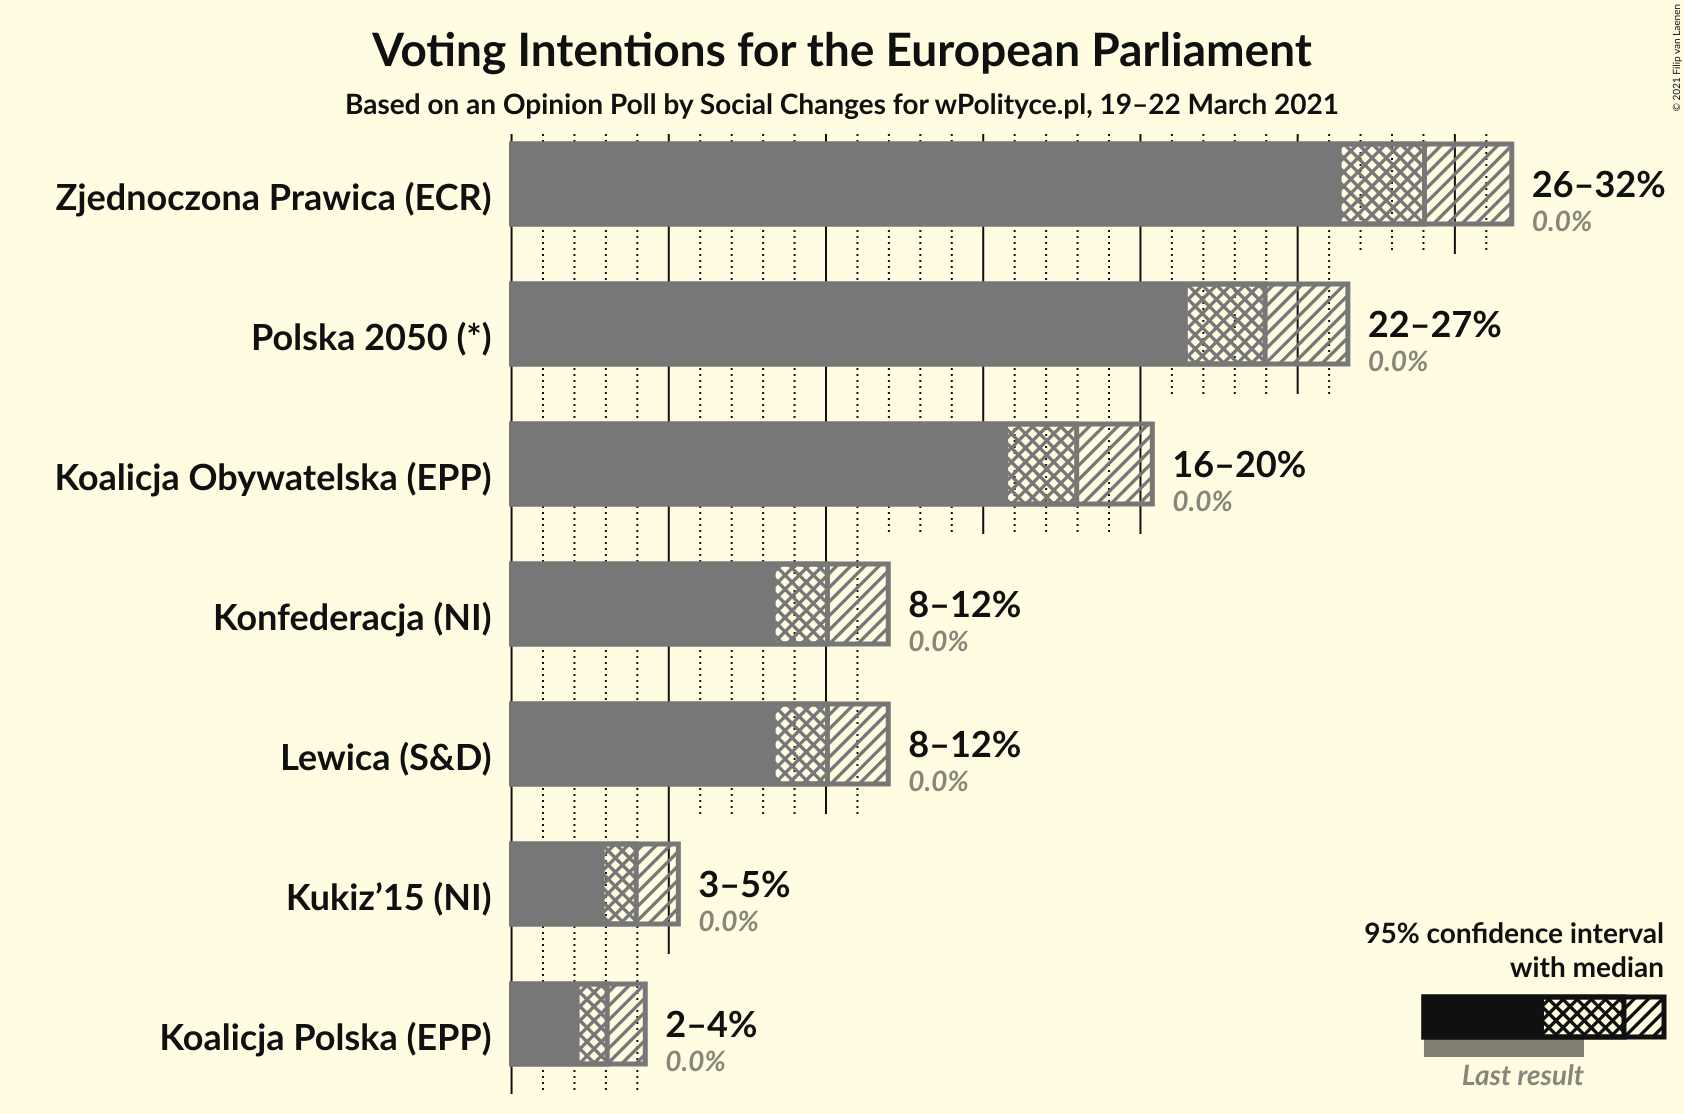 Voting Intentions for the European Parliament
Based on an Opinion Poll by Social Changes for wPolityce.pl, 19–22 March 2021
© 2021 Filip van Laenen
Zjednoczona Prawica (ECR)
26–32%
0.0%
Polska 2050 (*)
22–27%
0.0%
Koalicja Obywatelska (EPP)
16–20%
0.0%
Konfederacja (NI)
8–12%
0.0%
Lewica (S&D)
8–12%
0.0%
Kukiz’15 (NI)
3–5%
0.0%
Koalicja Polska (EPP)
2–4%
0.0%
95% confidence interval
with median
Last result